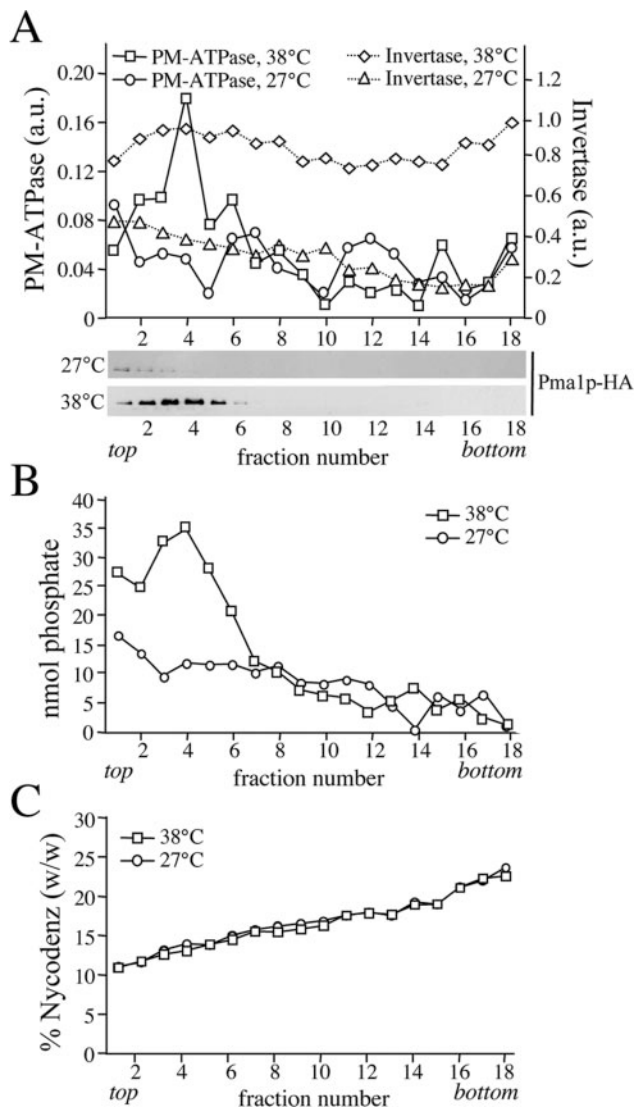 A
PM-ATPase, 38°C
PM-ATPase, 27°C
Invertase, 38°C
Invertase, 27°C
PM-ATPase (a.u.)
0.20
0.16
0.12
0.08
0.04
0
Invertase (a.u.)
1.2
1.0
0.8
0.6
0.4
0.2
0
2 4 6 8 10 12 14 16 18
27°C
38°C
Pma1p-HA
2 4 6 8 10 12 14 16 18
top fraction number bottom
B
38°C
27°C
nmol phosphate
40
35
30
25
20
15
10
5
0
2 4 6 8 10 12 14 16 18
top fraction number bottom
C
38°C
27°C
% Nycodenz (w/w)
30
25
20
15
10
5
0
2 4 6 8 10 12 14 16 18
top fraction number bottom